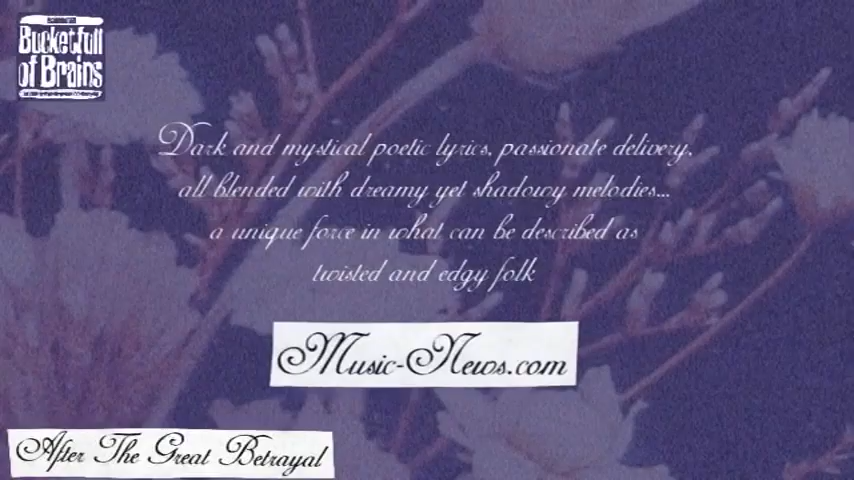 Bucketfull
of Brains
Dark and mystical poetic lyrics, passionate delivery,
all blended with dreamy yet shadowy melodies...
a unique force in what can be described as
twisted and edgy folk
Music-News.com
After The Great Betrayal